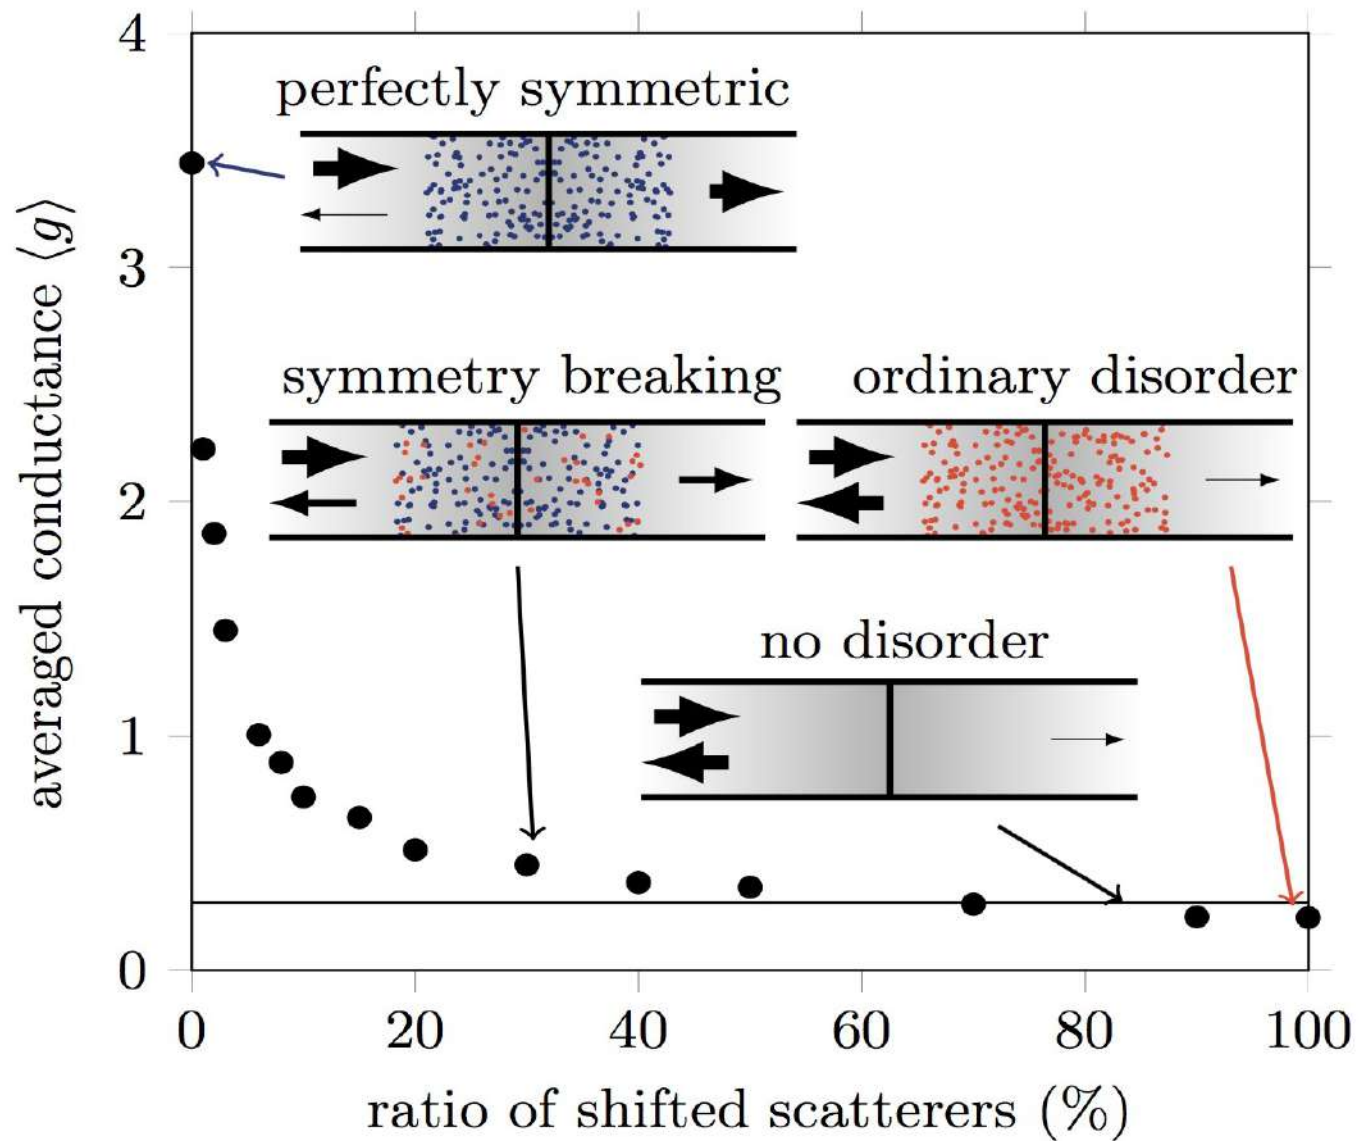 4
perfectly symmetric
3
symmetry breaking
ordinary disorder
2
no disorder
1
0
averaged conductance ⟨g⟩
0 20 40 60 80 100
ratio of shifted scatterers (%)